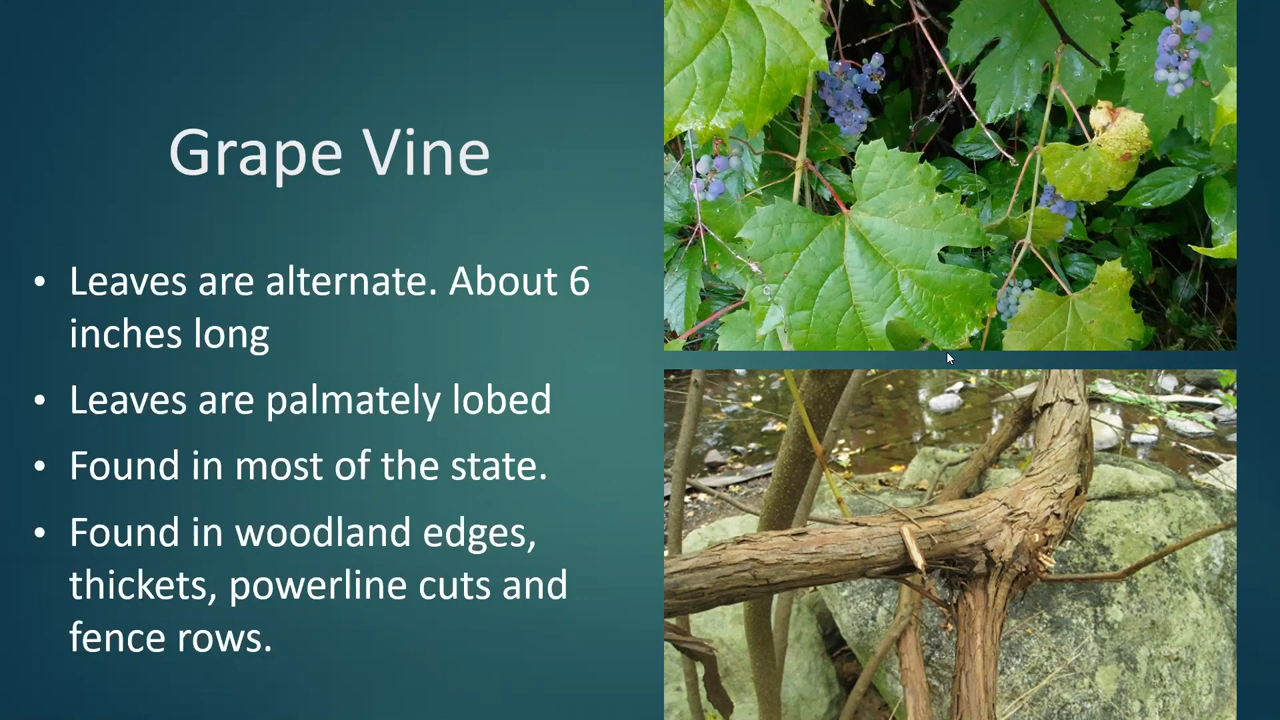 Grape Vine
• Leaves are alternate. About 6
inches long
• Leaves are palmately lobed
• Found in most of the state.
• Found in woodland edges,
thickets, powerline cuts and
fence rows.